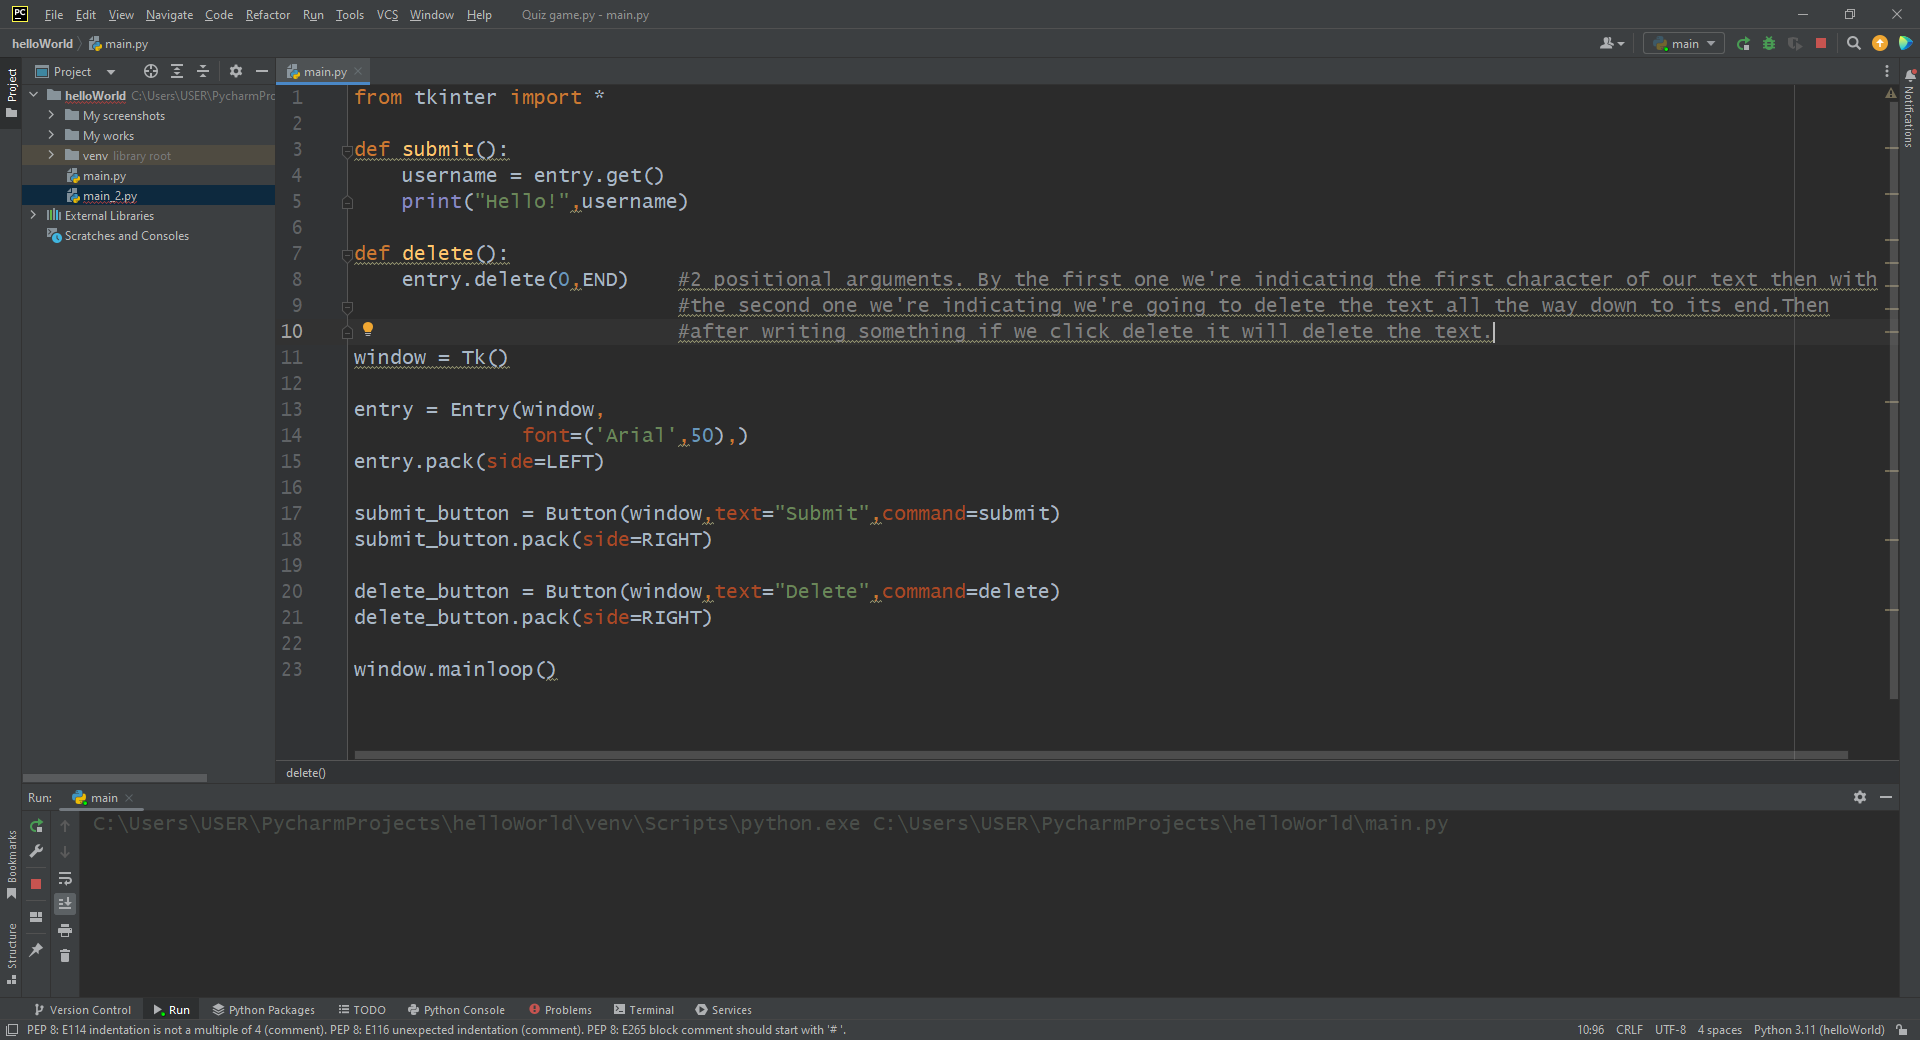 PC File Edit View Navigate Code Refactor Run Tools VCS Window Help Quiz game.py - main.py
helloWorld main.py main
Project main.py
Project
helloWorld C:\Users\USER\PycharmPro
My screenshots
My works
venv library root
main.py
main_2.py
External Libraries
Scratches and Consoles
Notifications
1 from tkinter import *
2
3 def submit():
4 username = entry.get()
5 print("Hello!",username)
6
7 def delete():
8 entry.delete(0,END) #2 positional arguments. By the first one we're indicating the first character of our text then with
9 #the second one we're indicating we're going to delete the text all the way down to its end.Then
10 #after writing something if we click delete it will delete the text.
11 window = Tk()
12
13 entry = Entry(window,
14 font=('Arial',50),)
15 entry.pack(side=LEFT)
16
17 submit_button = Button(window,text="Submit",command=submit)
18 submit_button.pack(side=RIGHT)
19
20 delete_button = Button(window,text="Delete",command=delete)
21 delete_button.pack(side=RIGHT)
22
23 window.mainloop()
delete()
Run: main
C:\Users\USER\PycharmProjects\helloWorld\venv\Scripts\python.exe C:\Users\USER\PycharmProjects\helloWorld\main.py
Bookmarks
Structure
Version Control Run Python Packages TODO Python Console Problems Terminal Services
PEP 8: E114 indentation is not a multiple of 4 (comment). PEP 8: E116 unexpected indentation (comment). PEP 8: E265 block comment should start with '# '. 10:96 CRLF UTF-8 4 spaces Python 3.11 (helloWorld)